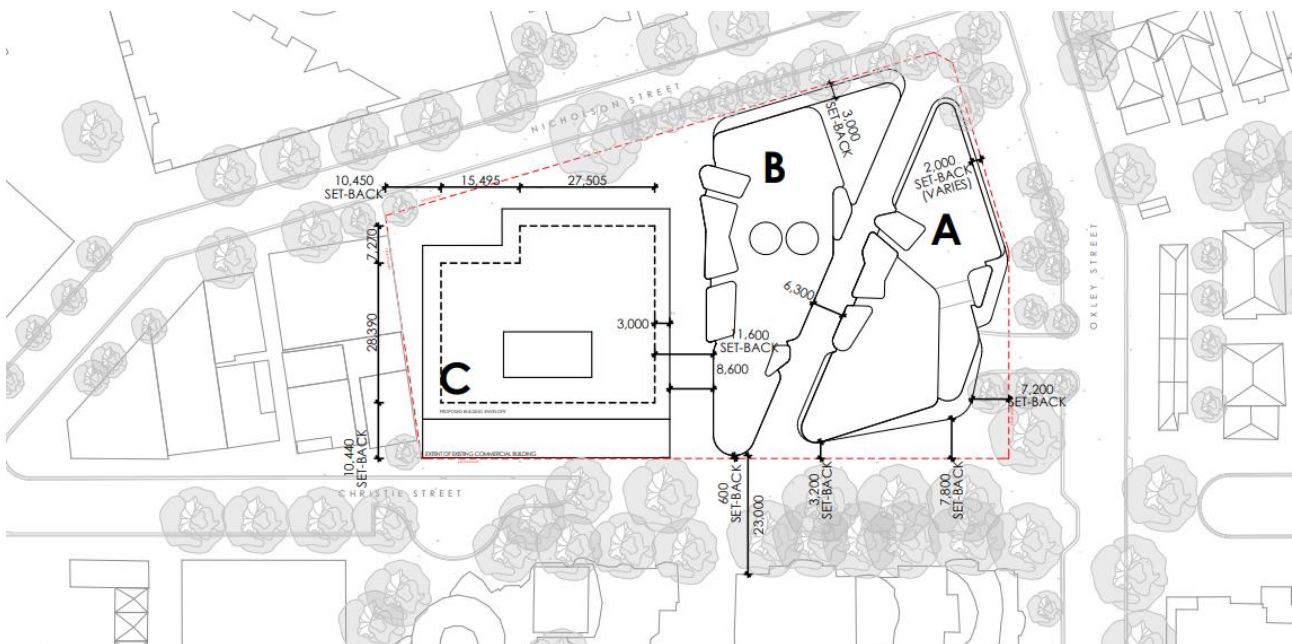 NICHOLSON STREET
3,000
SET-BACK
B
2,000
SET-BACK
(VARIES)
A
10,450
SET-BACK
15,495
27,505
7,270
28,390
OXLEY STREET
6,300
3,000
11,600
SET-BACK
8,600
C
7,200
SET-BACK
PROPOSED BUILDING ENVELOPE
EXTENT OF EXISTING COMMERCIAL BUILDING
10,440
SET-BACK
CHRISTIE STREET
600
SET-BACK
23,000
3,200
SET-BACK
7,800
SET-BACK